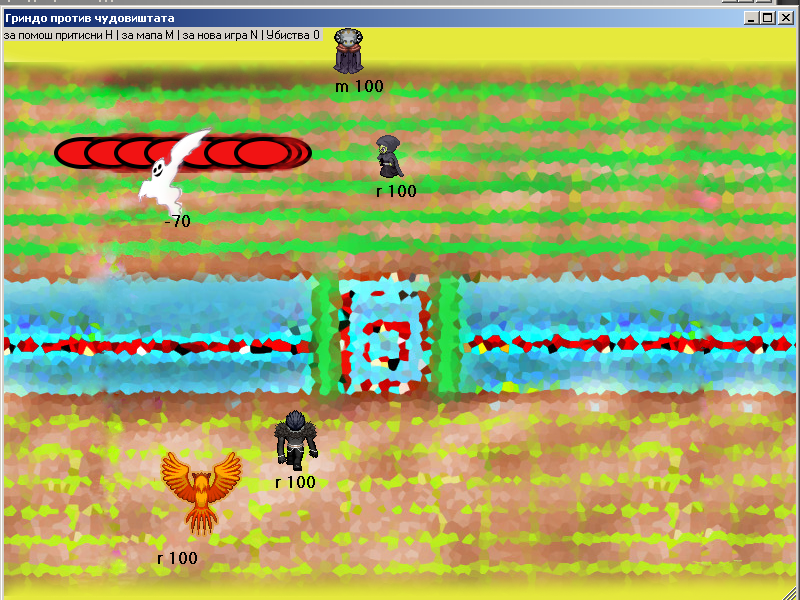 Гриндо против чудовиштата
за помош притисни H | за мапа M | за нова игра N | Убиства 0
m 100
r 100
-70
r 100
r 100